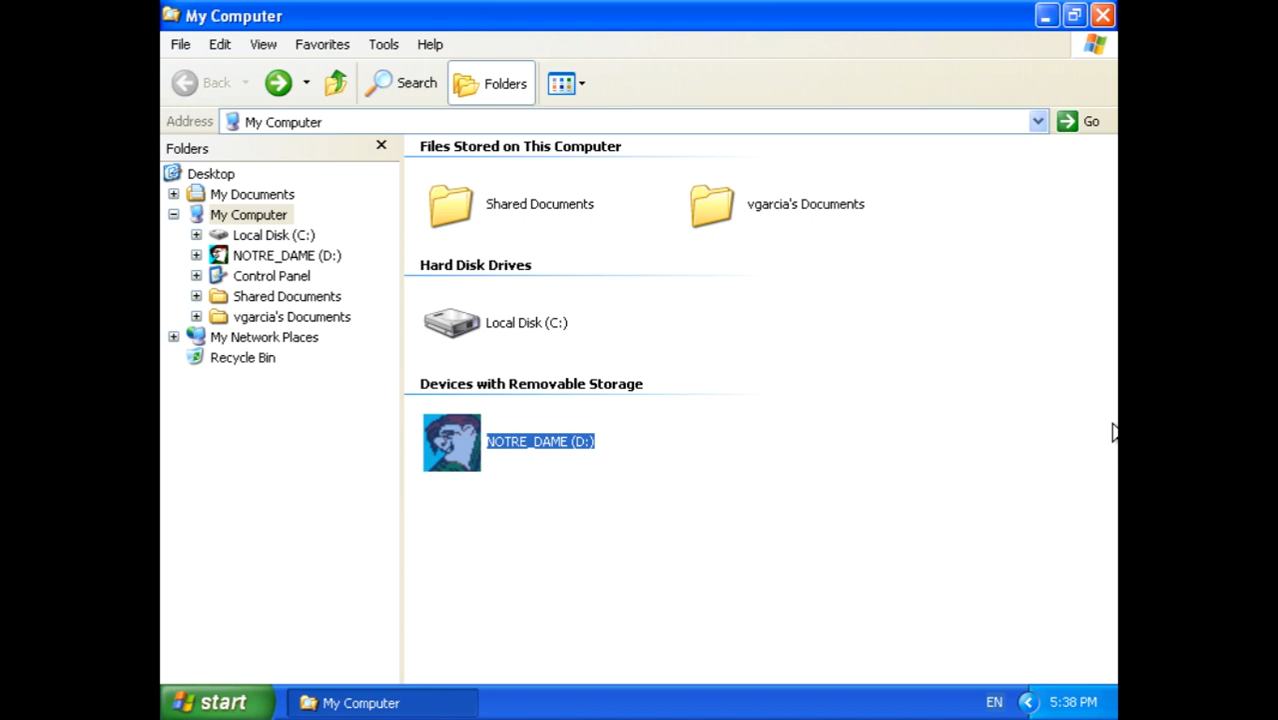 My Computer
File Edit View Favorites Tools Help
Back Search Folders
Address My Computer Go
Folders
Desktop
My Documents
My Computer
Local Disk (C:)
NOTRE_DAME (D:)
Control Panel
Shared Documents
vgarcia's Documents
My Network Places
Recycle Bin
Files Stored on This Computer
Shared Documents vgarcia's Documents
Hard Disk Drives
Local Disk (C:)
Devices with Removable Storage
NOTRE_DAME (D:)
start My Computer EN 5:38 PM